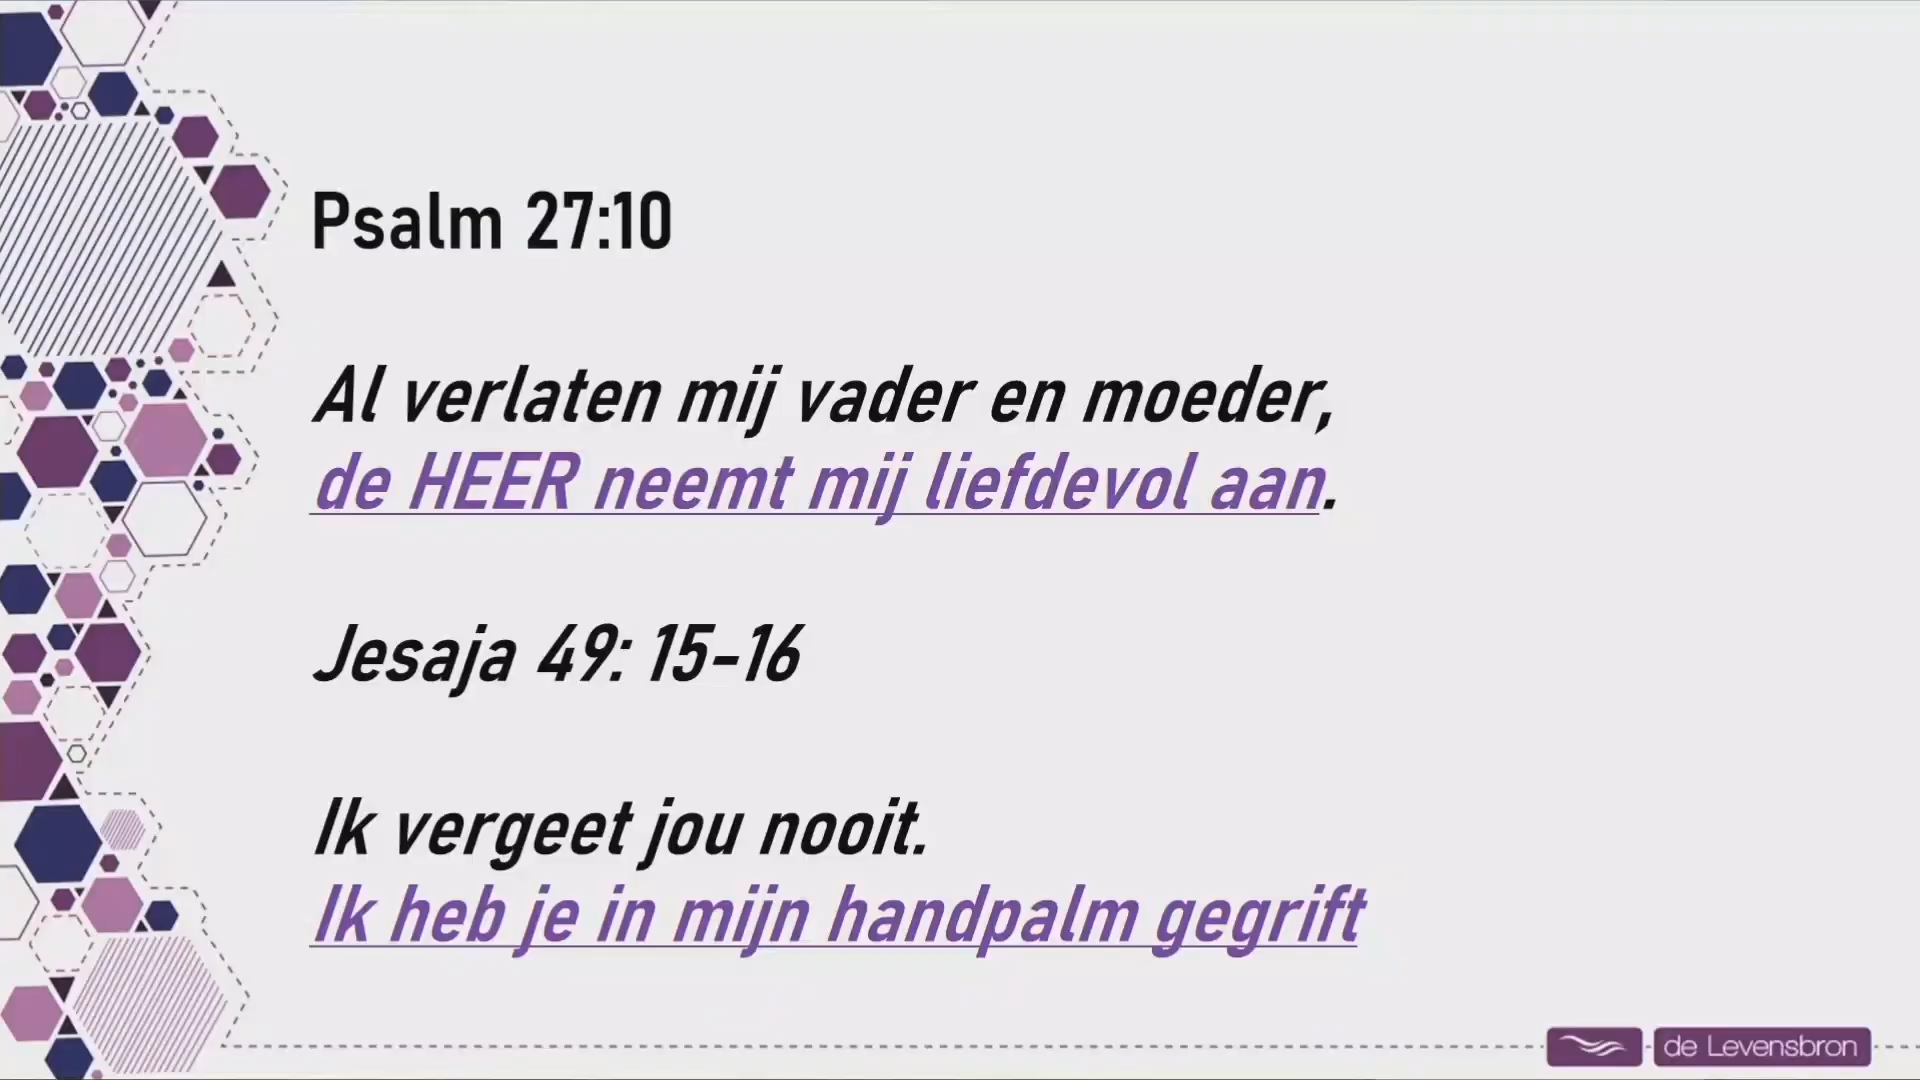 Psalm 27:10
Al verlaten mij vader en moeder,
de HEER neemt mij liefdevol aan.
Jesaja 49: 15-16
Ik vergeet jou nooit.
Ik heb je in mijn handpalm gegrift
de Levensbron